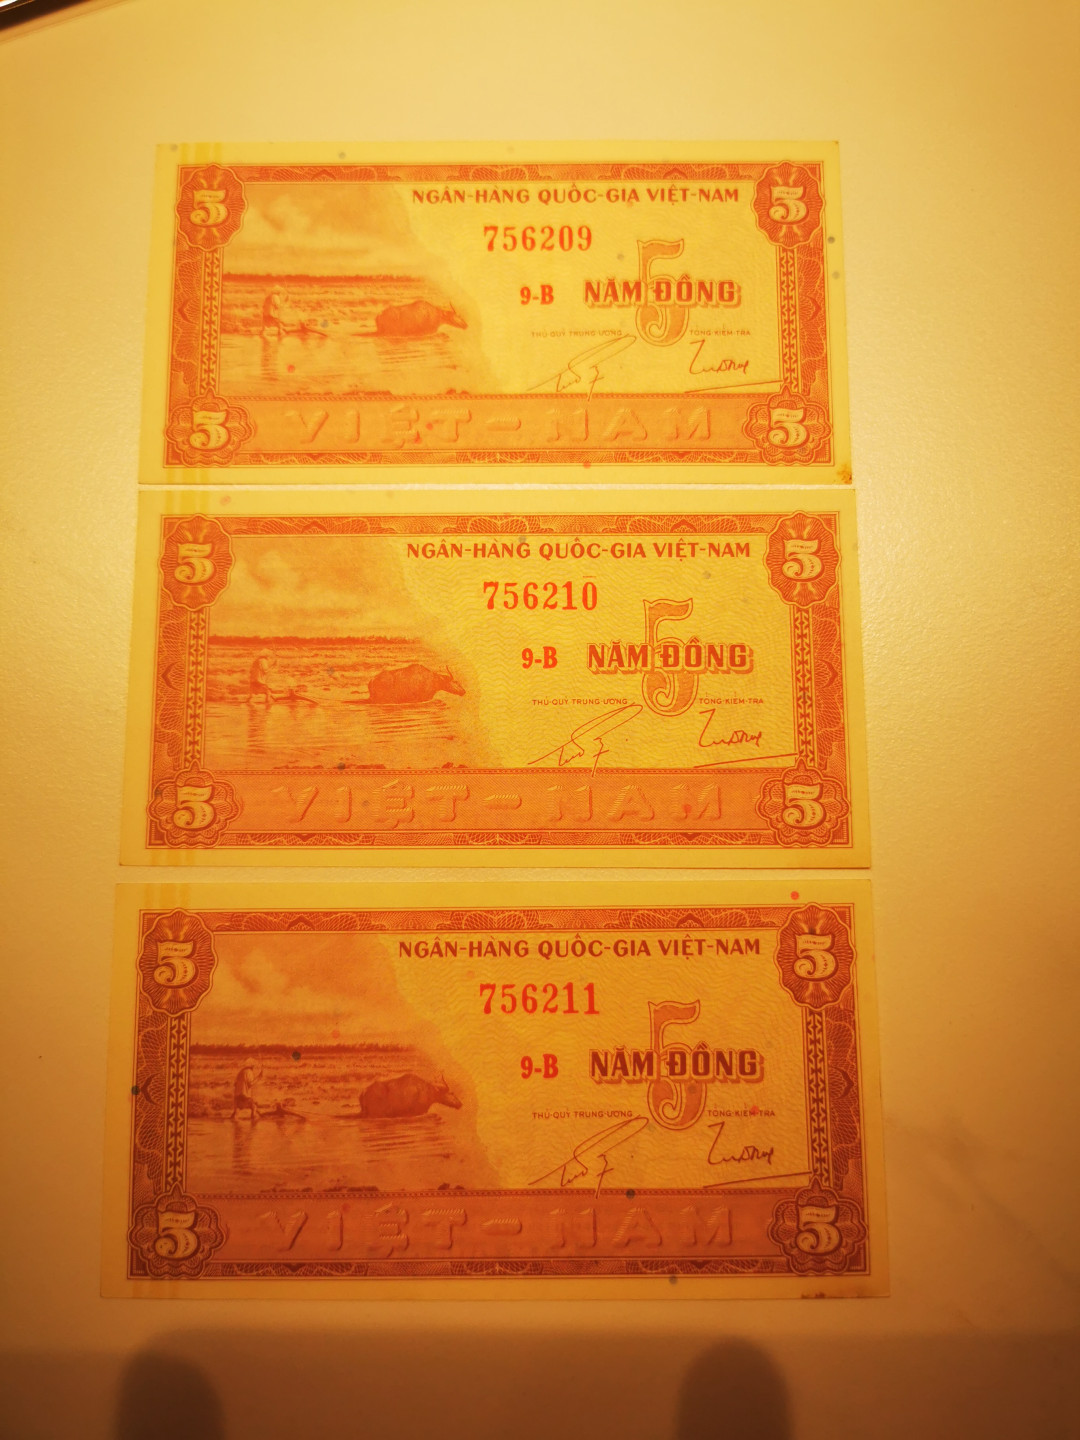 5 NGÂN-HÀNG QUỐC-GIA VIỆT-NAM 5
756209
5
9-B NĂM ĐỒNG
THỦ-QUỸ TRUNG-ƯƠNG TỔNG-KIỂM-TRA
5 VIỆT-NAM 5
5 NGÂN-HÀNG QUỐC-GIA VIỆT-NAM 5
756210
5
9-B NĂM ĐỒNG
THỦ-QUỸ TRUNG-ƯƠNG TỔNG-KIỂM-TRA
5 VIỆT-NAM 5
5 NGÂN-HÀNG QUỐC-GIA VIỆT-NAM 5
756211
5
9-B NĂM ĐỒNG
THỦ-QUỸ TRUNG-ƯƠNG TỔNG-KIỂM-TRA
5 VIỆT-NAM 5